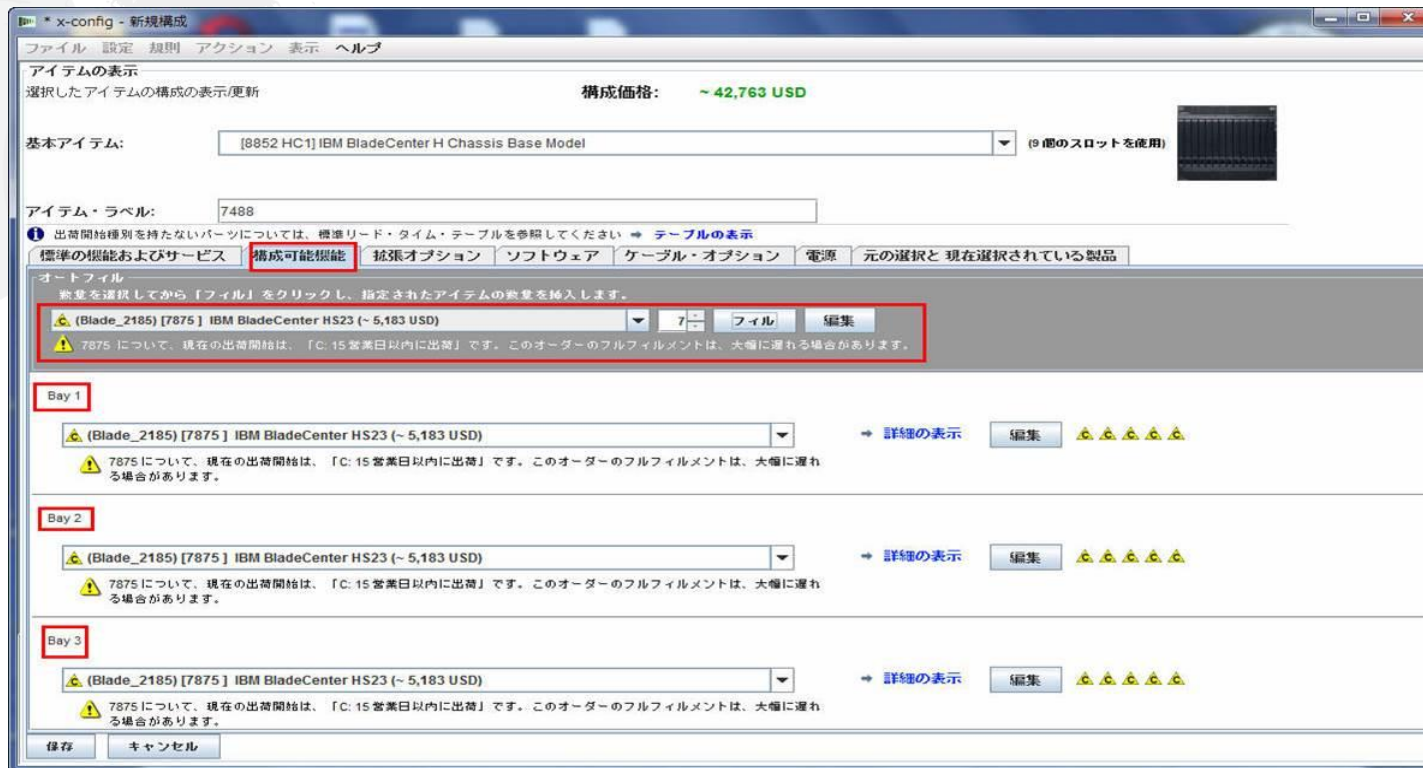 * x-config - 新規構成
ファイル 設定 規則 アクション 表示 ヘルプ
アイテムの表示
選択したアイテムの構成の表示/更新 構成価格: ~ 42,763 USD
基本アイテム: [8852 HC1] IBM BladeCenter H Chassis Base Model (9 個のスロットを使用)
アイテム・ラベル: 7488
出荷開始種別を持たないパーツについては、標準リード・タイム・テーブルを参照してください ➡ テーブルの表示
標準の機能およびサービス 構成可能機能 拡張オプション ソフトウェア ケーブル・オプション 電源 元の選択と 現在選択されている製品
オートフィル
数量を選択してから「フィル」をクリックし、指定されたアイテムの数量を挿入します。
C (Blade_2185) [7875 ] IBM BladeCenter HS23 (~ 5,183 USD) 7 フィル 編集
7875 について、現在の出荷開始は、「C: 15 営業日以内に出荷」です。このオーダーのフルフィルメントは、大幅に遅れる場合があります。
Bay 1
C (Blade_2185) [7875 ] IBM BladeCenter HS23 (~ 5,183 USD) ➡ 詳細の表示 編集 C C C C C
7875 について、現在の出荷開始は、「C: 15 営業日以内に出荷」です。このオーダーのフルフィルメントは、大幅に遅れ
る場合があります。
Bay 2
C (Blade_2185) [7875 ] IBM BladeCenter HS23 (~ 5,183 USD) ➡ 詳細の表示 編集 C C C C C
7875 について、現在の出荷開始は、「C: 15 営業日以内に出荷」です。このオーダーのフルフィルメントは、大幅に遅れ
る場合があります。
Bay 3
C (Blade_2185) [7875 ] IBM BladeCenter HS23 (~ 5,183 USD) ➡ 詳細の表示 編集 C C C C C
7875 について、現在の出荷開始は、「C: 15 営業日以内に出荷」です。このオーダーのフルフィルメントは、大幅に遅れ
る場合があります。
保存 キャンセル